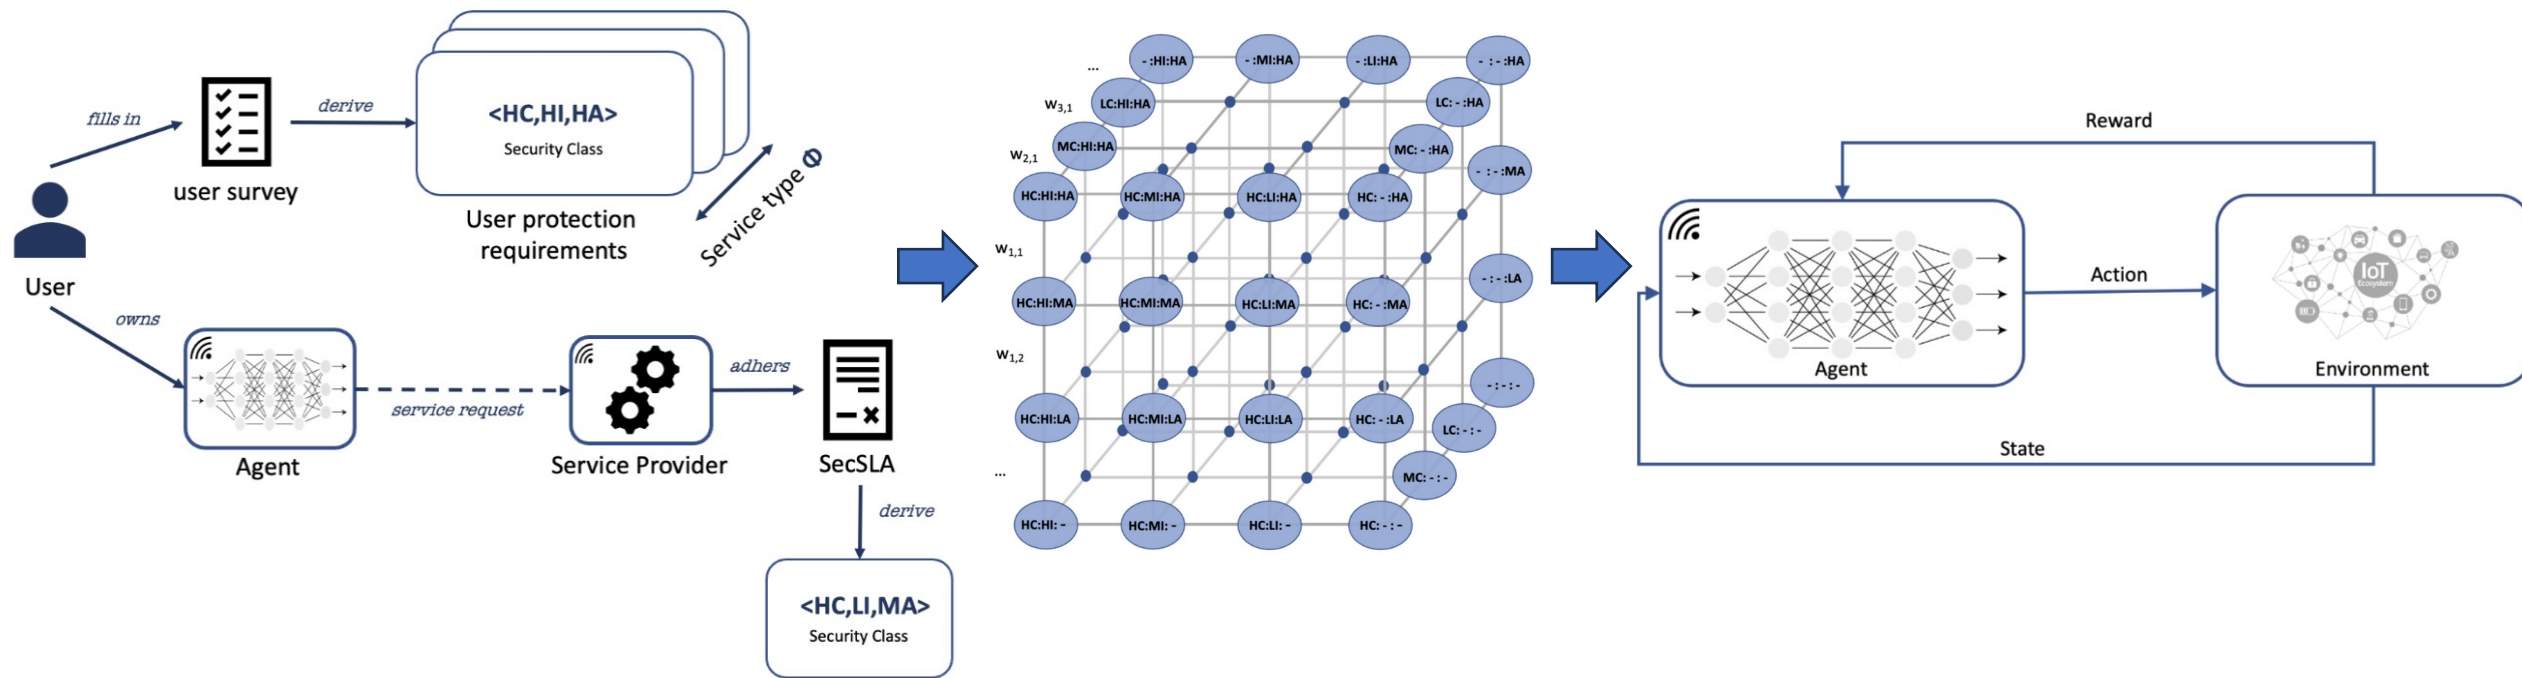 fills in
user survey
derive
<HC,HI,HA>
Security Class
User protection
requirements
Service type Φ
User
owns
Agent
service request
Service Provider
adhers
SecSLA
derive
<HC,LI,MA>
Security Class
...
w3,1
w2,1
w1,1
w1,2
...
- :HI:HA
- :MI:HA
- :LI:HA
- : - :HA
LC:HI:HA
LC: - :HA
MC:HI:HA
MC: - :HA
- : - :MA
HC:HI:HA
HC:MI:HA
HC:LI:HA
HC: - :HA
- : - :LA
HC:HI:MA
HC:MI:MA
HC:LI:MA
HC: - :MA
- : - : -
HC:HI:LA
HC:MI:LA
HC:LI:LA
HC: - :LA
LC: - : -
MC: - : -
HC:HI: -
HC:MI: -
HC:LI: -
HC: - : -
Reward
Agent
Action
IoT
Ecosystem
Environment
State